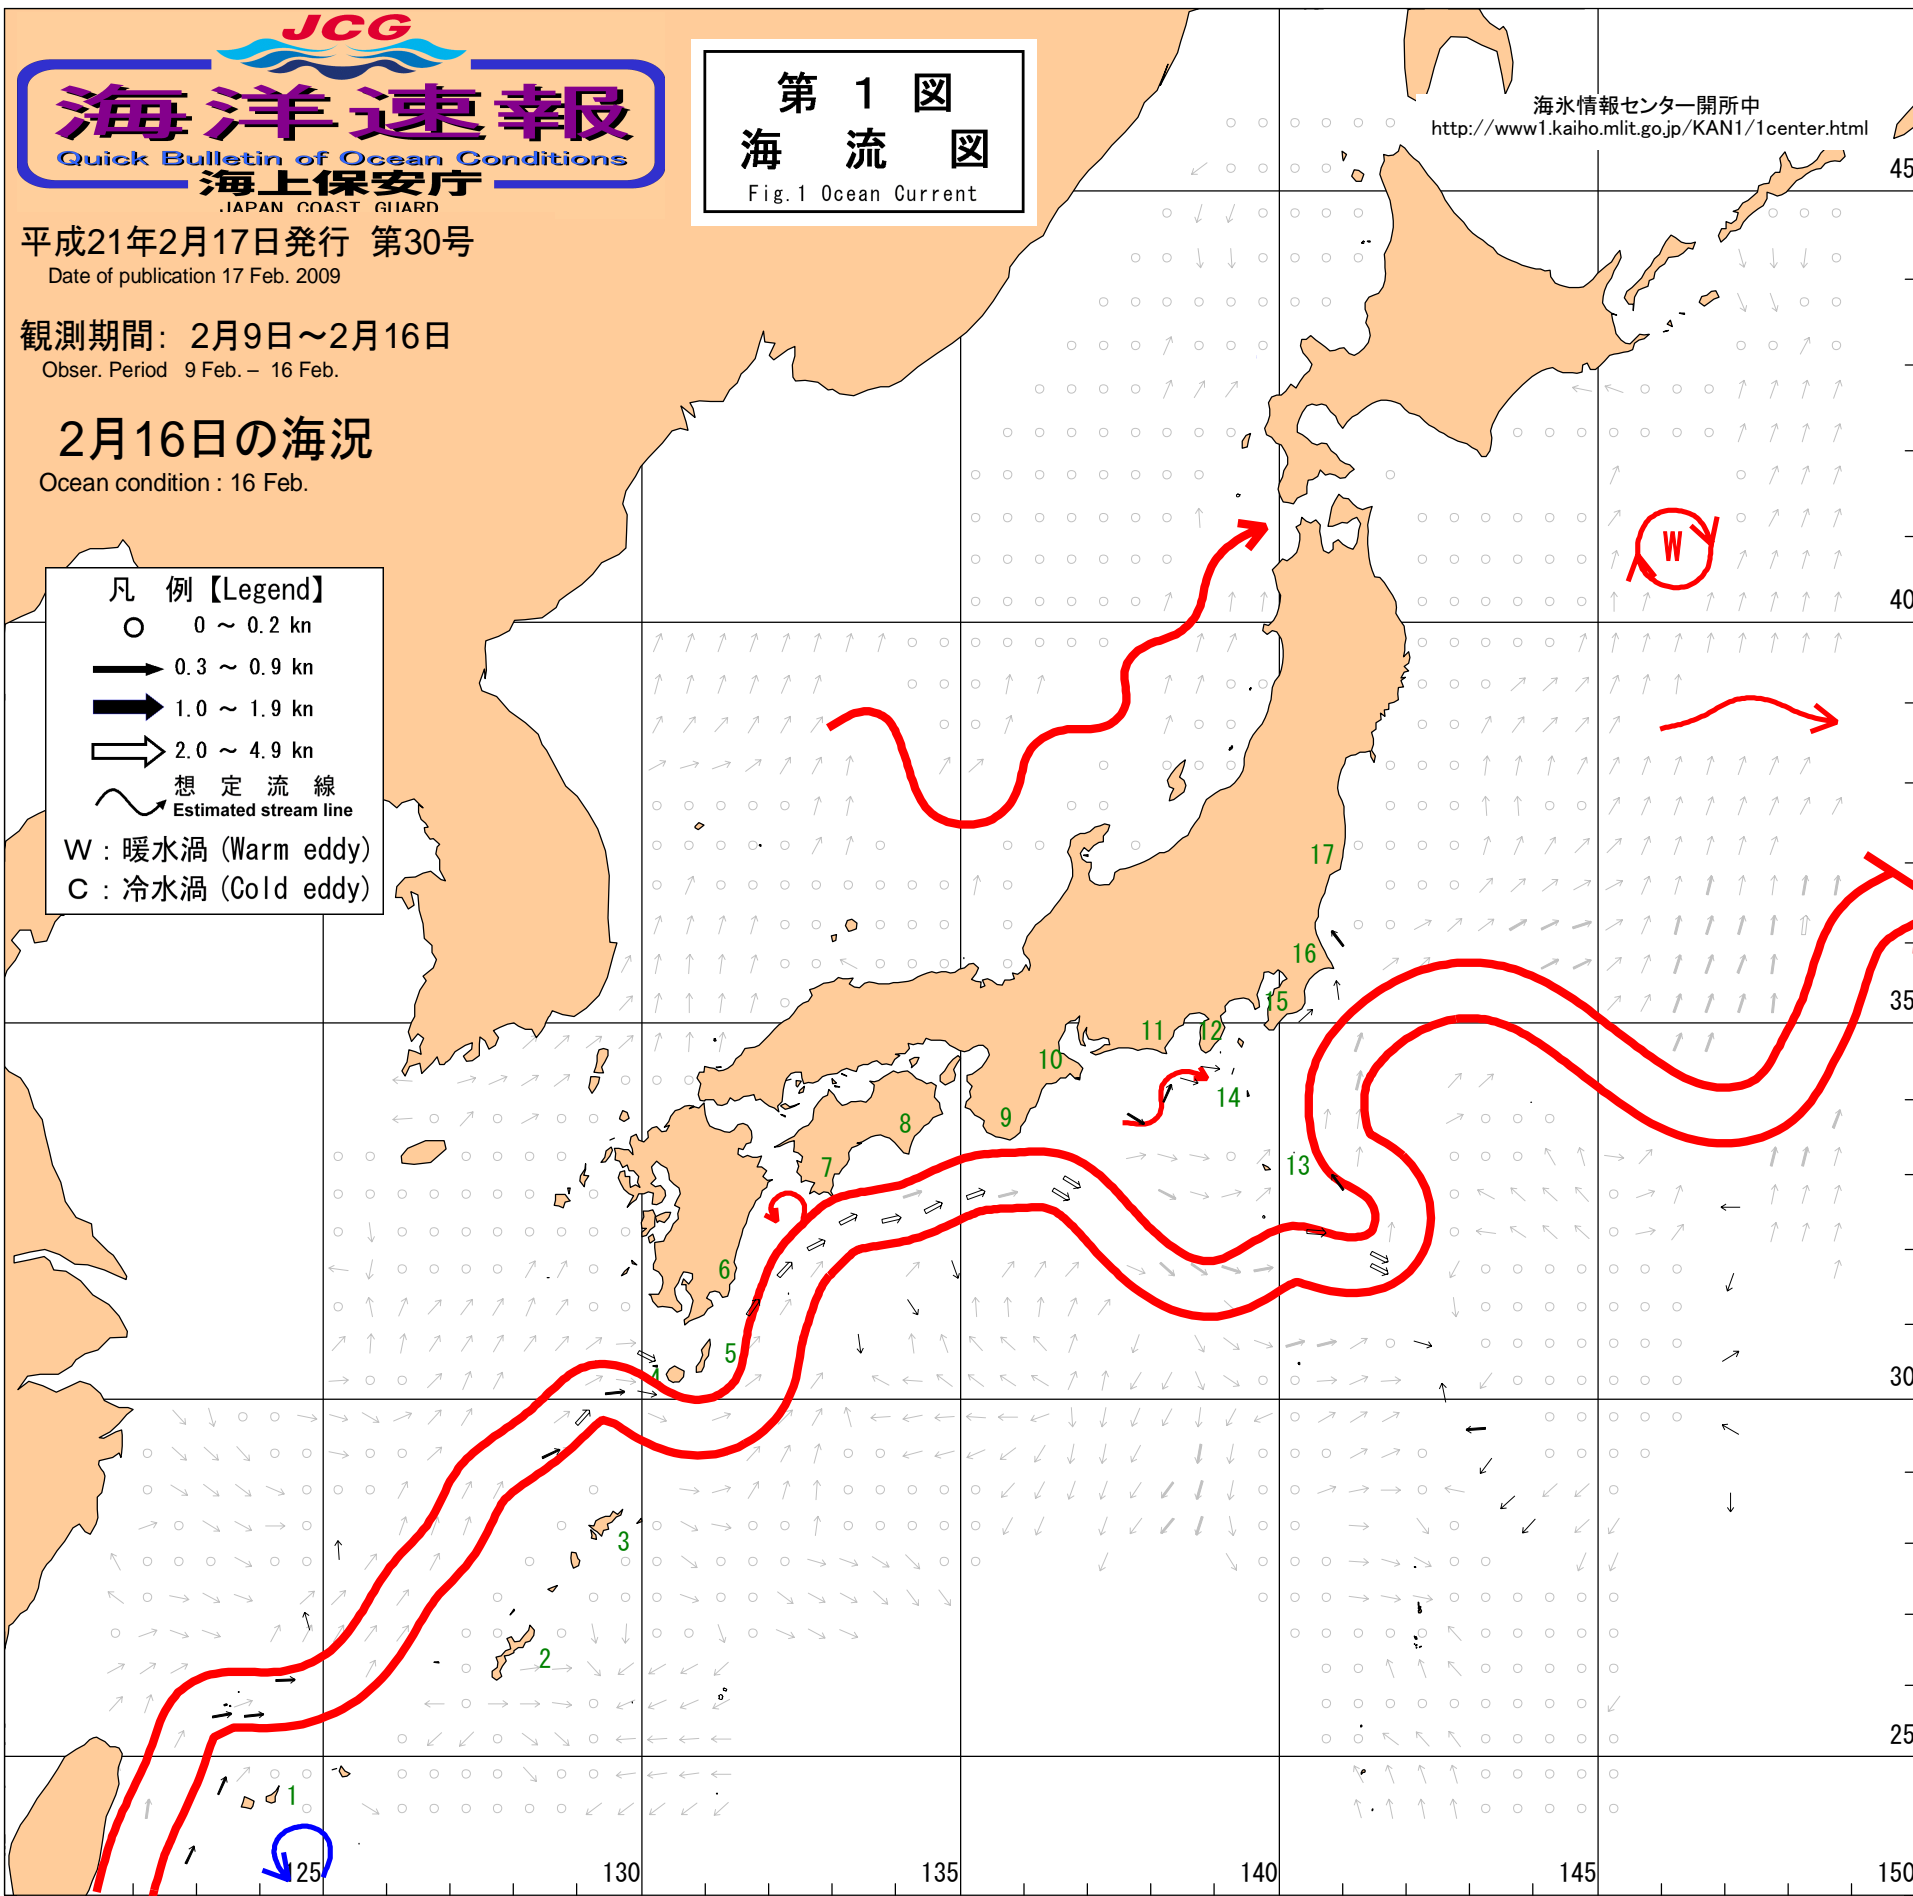 JCG
海洋速報
Quick Bulletin of Ocean Conditions
海上保安庁
JAPAN COAST GUARD
平成21年2月17日発行 第30号
Date of publication 17 Feb. 2009
観測期間: 2月9日～2月16日
Obser. Period 9 Feb. – 16 Feb.
2月16日の海況
Ocean condition : 16 Feb.
第 1 図
海 流 図
Fig.1 Ocean Current
海氷情報センター開所中
http://www1.kaiho.mlit.go.jp/KAN1/1center.html
凡 例【Legend】
0 ～ 0.2 kn
0.3 ～ 0.9 kn
1.0 ～ 1.9 kn
2.0 ～ 4.9 kn
想 定 流 線
Estimated stream line
W : 暖水渦 (Warm eddy)
C : 冷水渦 (Cold eddy)
45
W
40
17
16
35
15
12
11
10
14
9
8
13
7
6
5
4
30
3
2
25
1
125
130
135
140
145
150